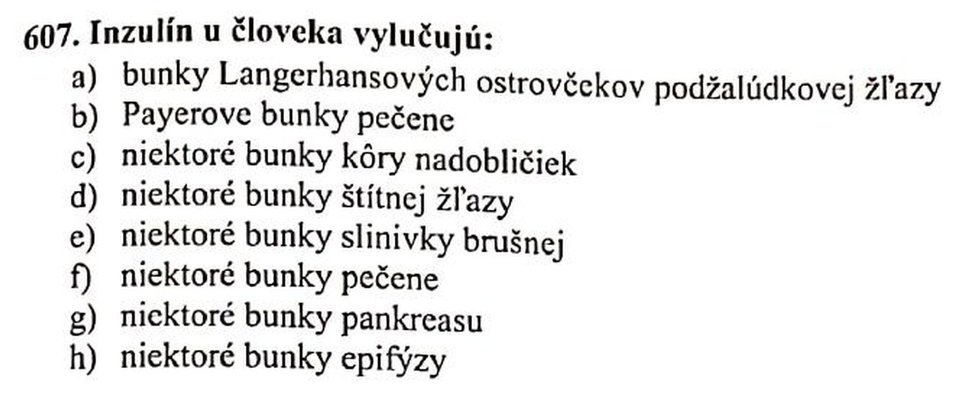 607. Inzulín u človeka vylučujú:
a) bunky Langerhansových ostrovčekov podžalúdkovej žľazy
b) Payerove bunky pečene
c) niektoré bunky kôry nadobličiek
d) niektoré bunky štítnej žľazy
e) niektoré bunky slinivky brušnej
f) niektoré bunky pečene
g) niektoré bunky pankreasu
h) niektoré bunky epifýzy